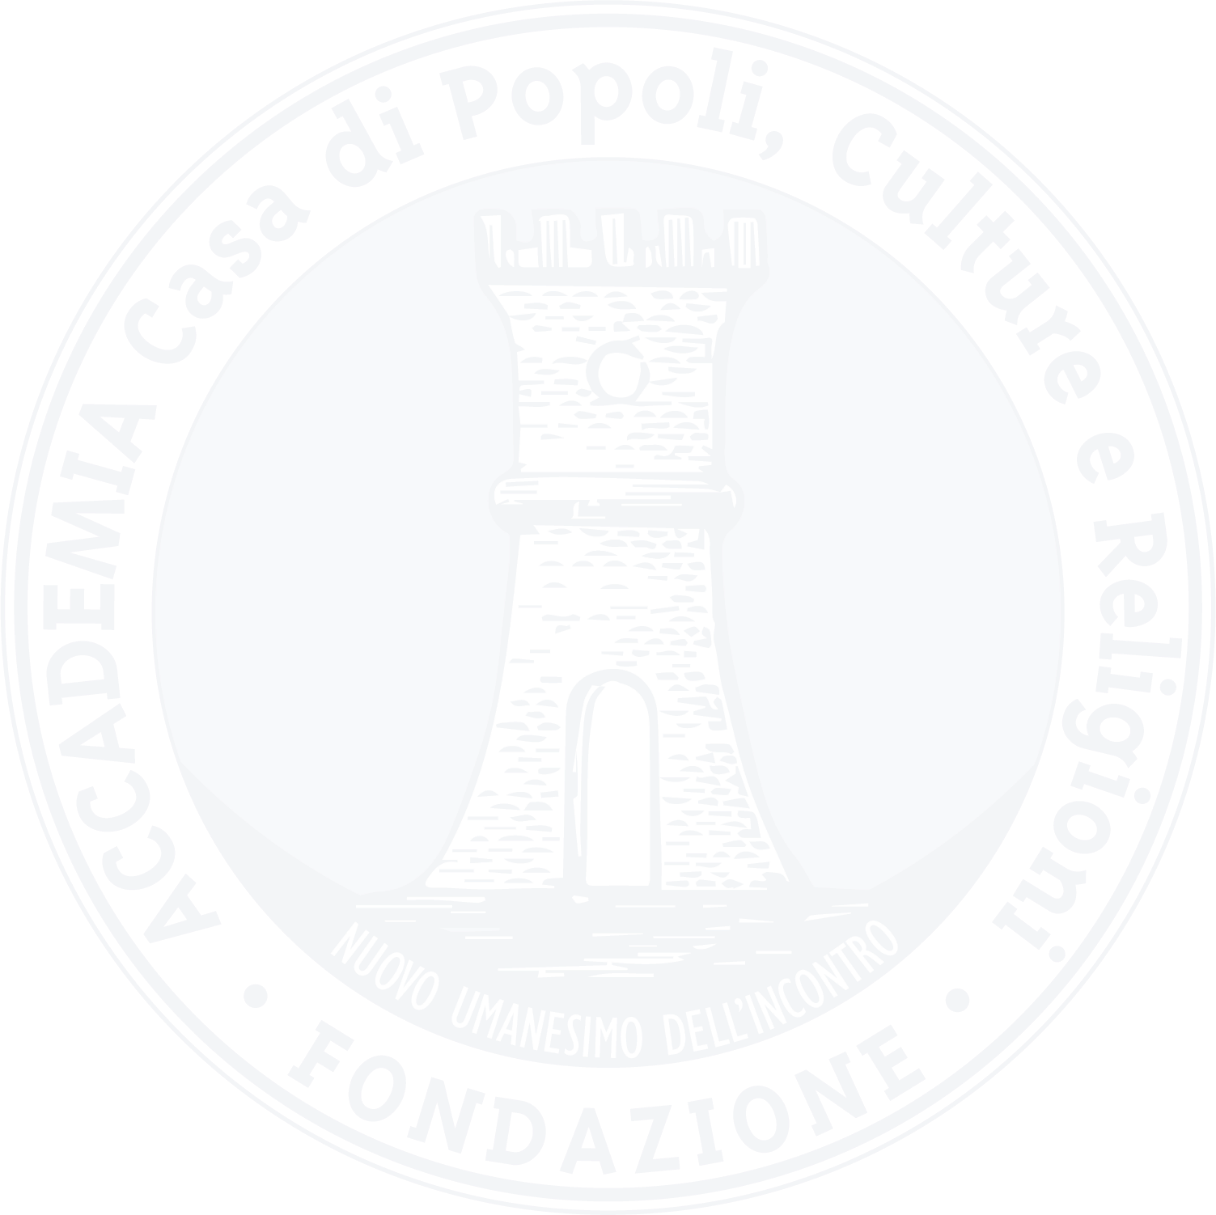 ACCADEMIA Casa di Popoli, Culture e Religioni
NUOVO UMANESIMO DELL'INCONTRO
• FONDAZIONE •